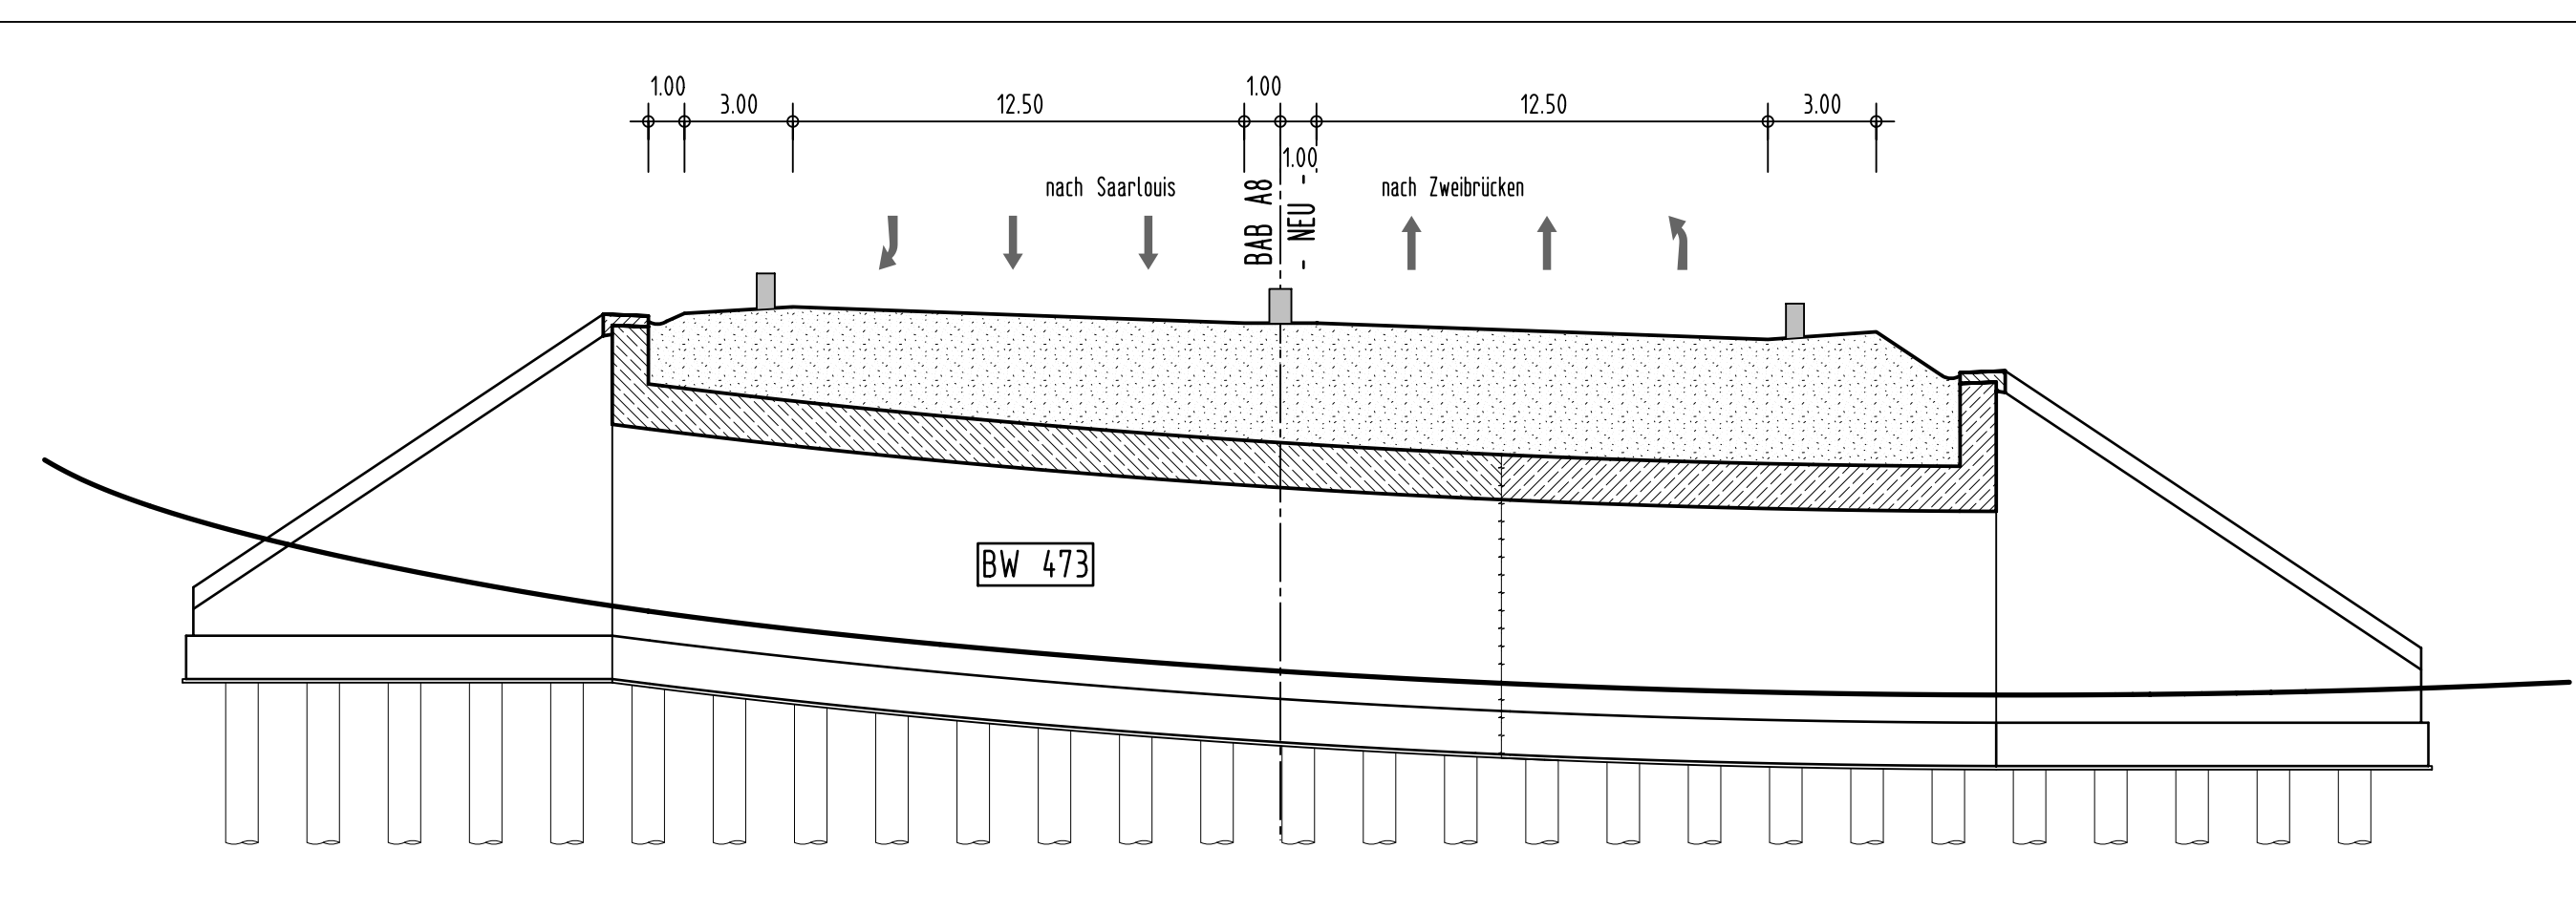 1.00
1.00
3.00
12.50
12.50
3.00
1.00
nach Saarlouis
nach Zweibrücken
BAB A8
- NEU -
BW 473